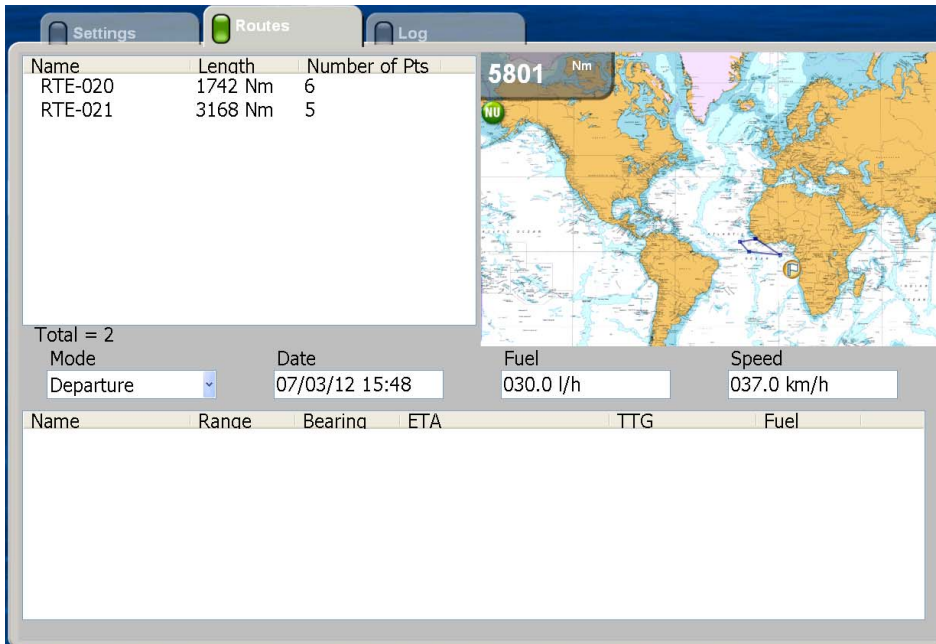 Settings
Routes
Log
Name Length Number of Pts
RTE-020 1742 Nm 6
RTE-021 3168 Nm 5
5801 Nm
NU
Total = 2
Mode Date Fuel Speed
Departure 07/03/12 15:48 030.0 l/h 037.0 km/h
Name Range Bearing ETA TTG Fuel